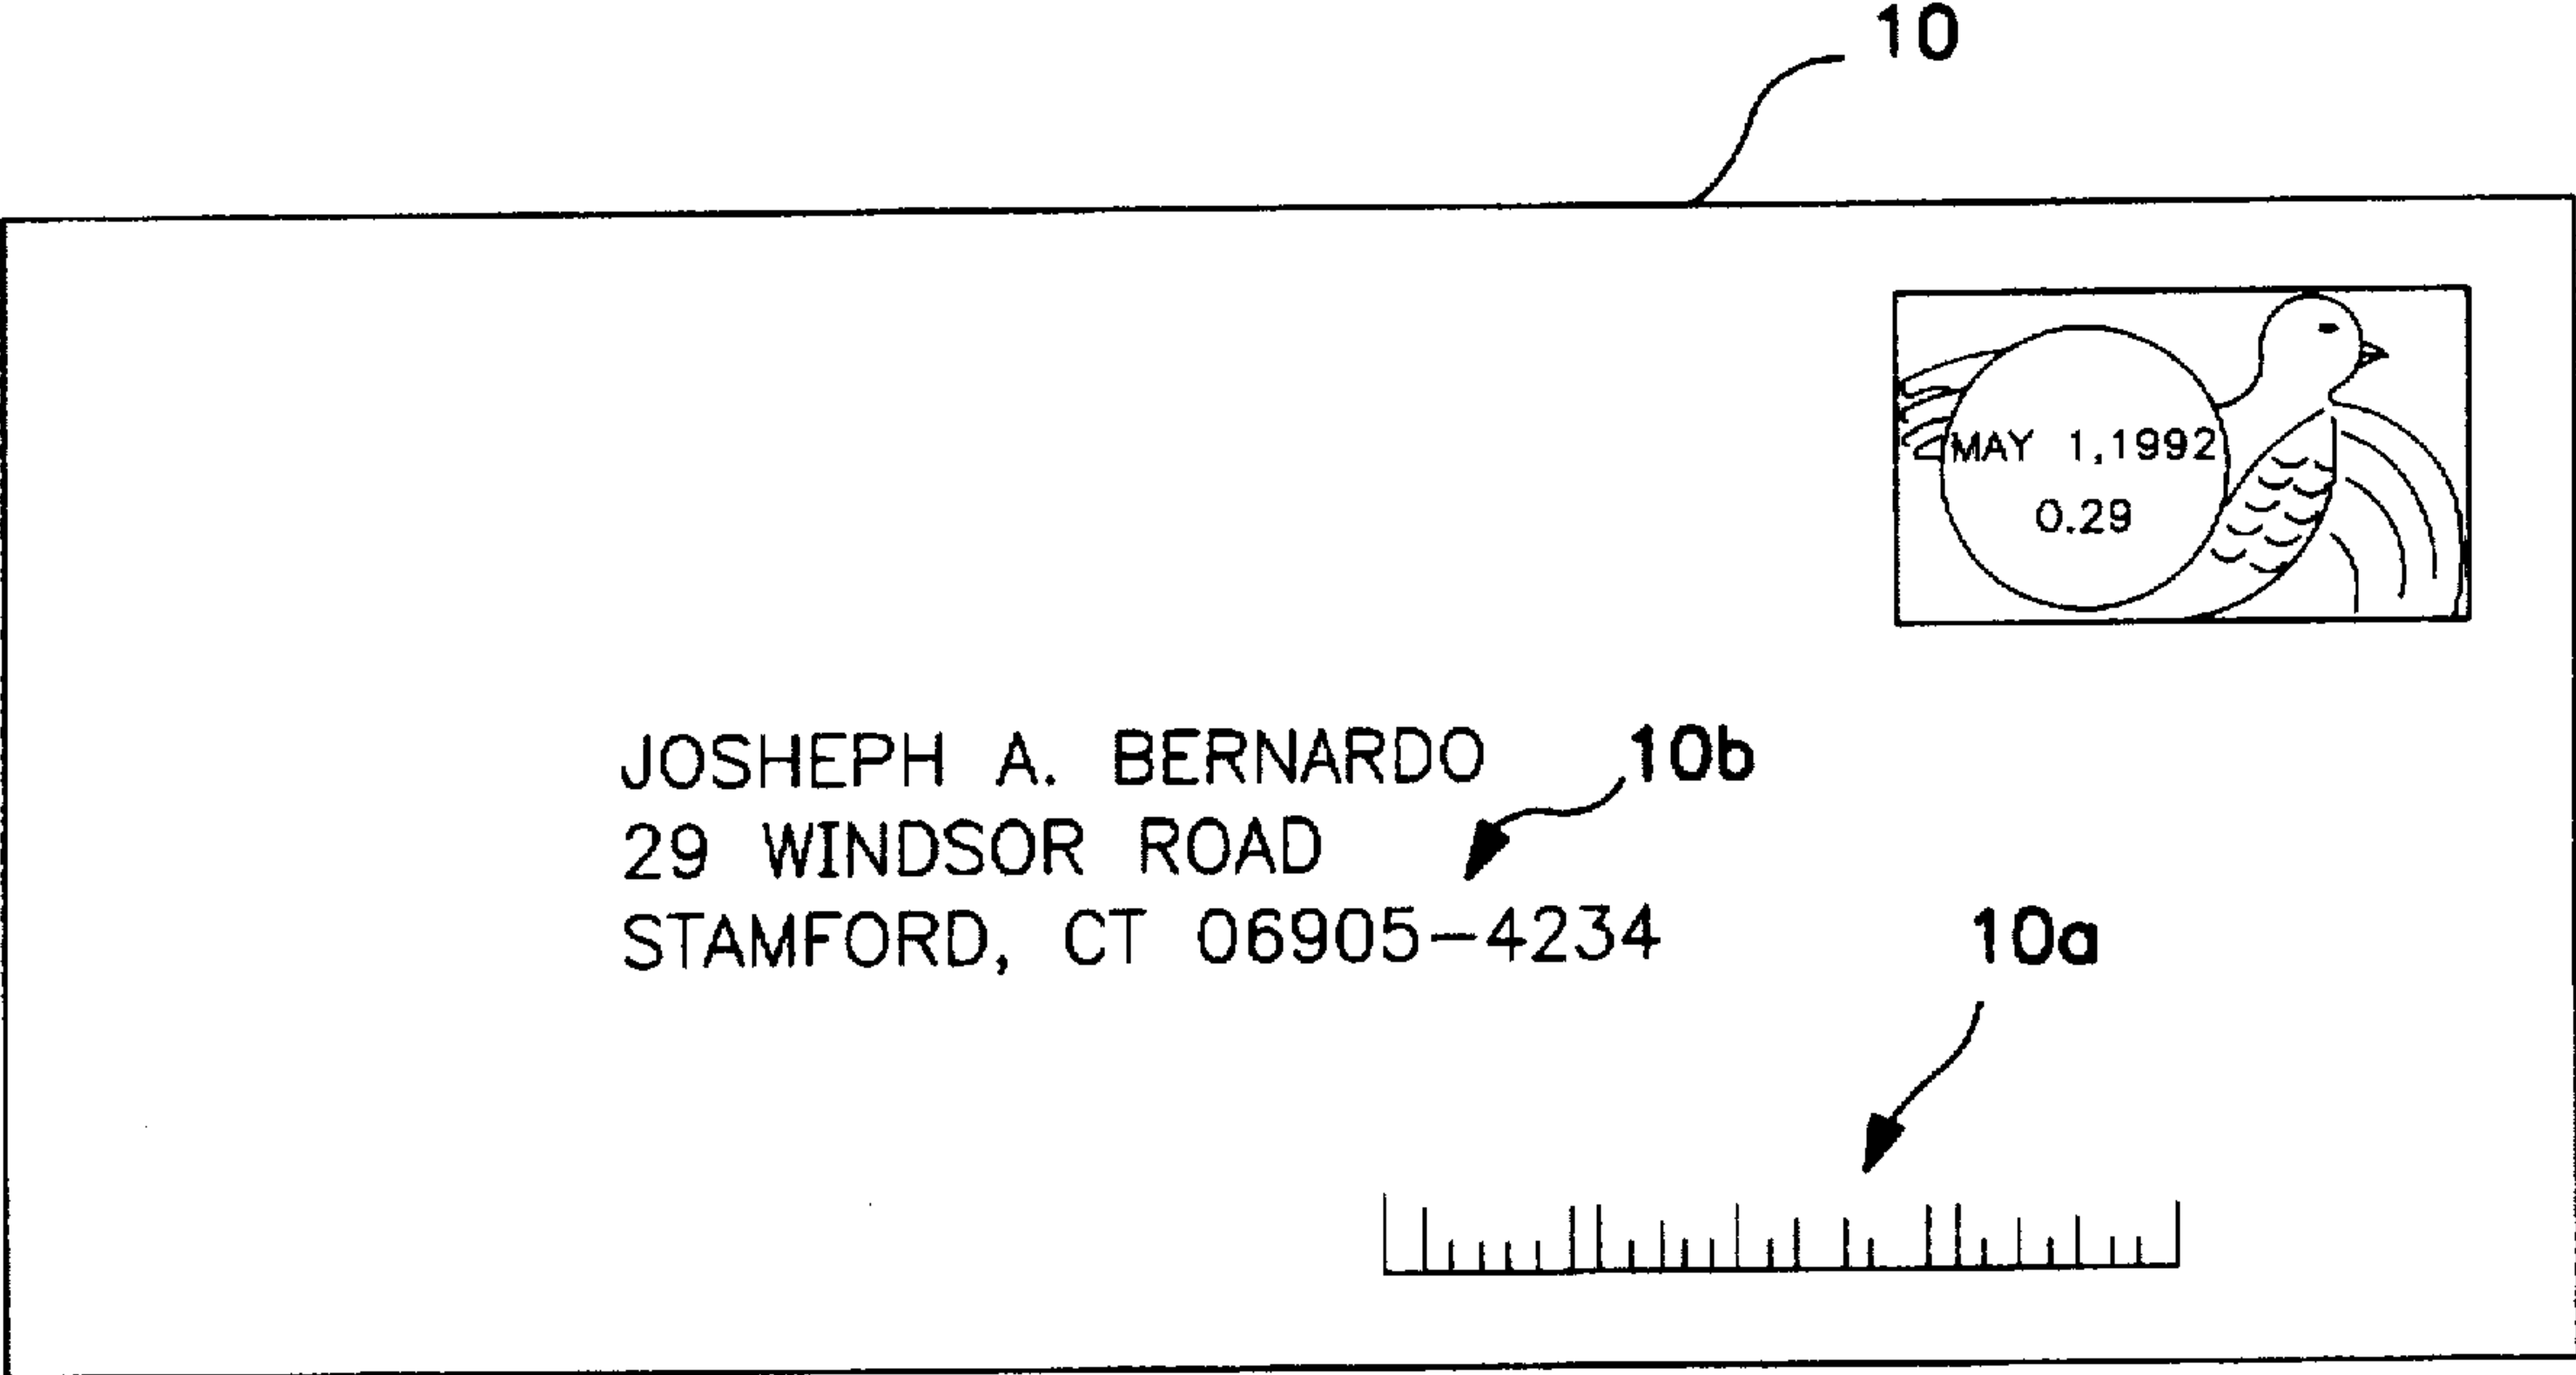 10
MAY 1,1992
0.29
JOSHEPH A. BERNARDO
10b
29 WINDSOR ROAD
STAMFORD, CT 06905-4234
10a